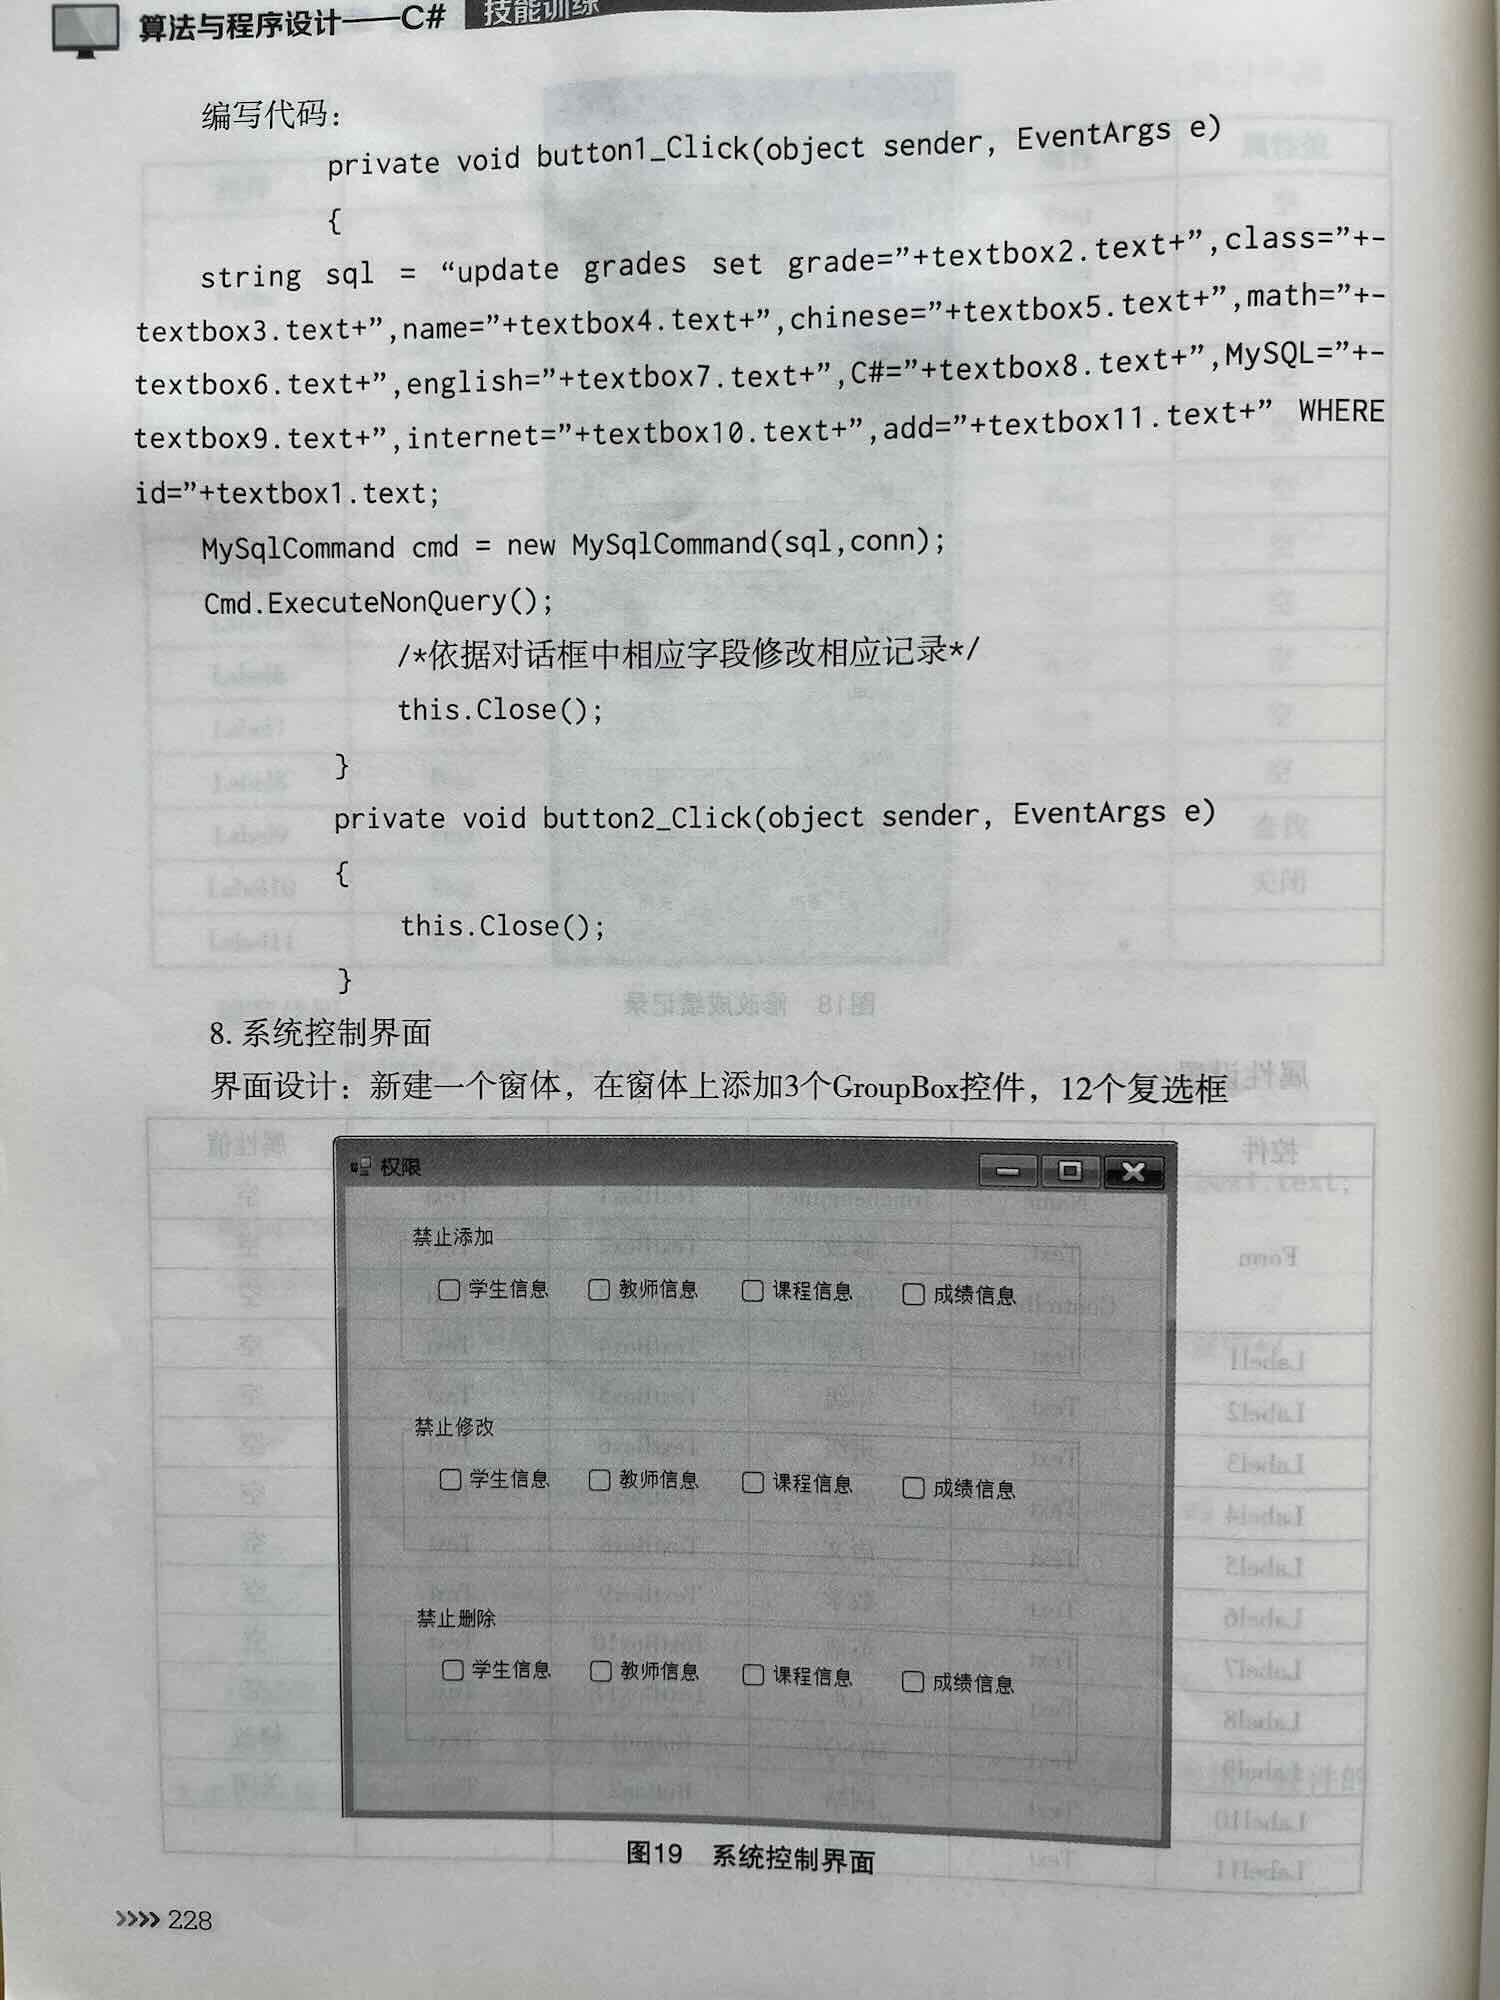 算法与程序设计——C# 技能训练
编写代码：
private void button1_Click(object sender, EventArgs e)
{
string sql = “update grades set grade=”+textbox2.text+”,class=”+-
textbox3.text+”,name=”+textbox4.text+”,chinese=”+textbox5.text+”,math=”+-
textbox6.text+”,english=”+textbox7.text+”,C#=”+textbox8.text+”,MySQL=”+-
textbox9.text+”,internet=”+textbox10.text+”,add=”+textbox11.text+” WHERE
id=”+textbox1.text;
MySqlCommand cmd = new MySqlCommand(sql,conn);
Cmd.ExecuteNonQuery();
/*依据对话框中相应字段修改相应记录*/
this.Close();
}
private void button2_Click(object sender, EventArgs e)
{
this.Close();
}
8. 系统控制界面
界面设计：新建一个窗体，在窗体上添加3个GroupBox控件，12个复选框
权限
禁止添加
学生信息 教师信息 课程信息 成绩信息
禁止修改
学生信息 教师信息 课程信息 成绩信息
禁止删除
学生信息 教师信息 课程信息 成绩信息
图19 系统控制界面
>>>> 228